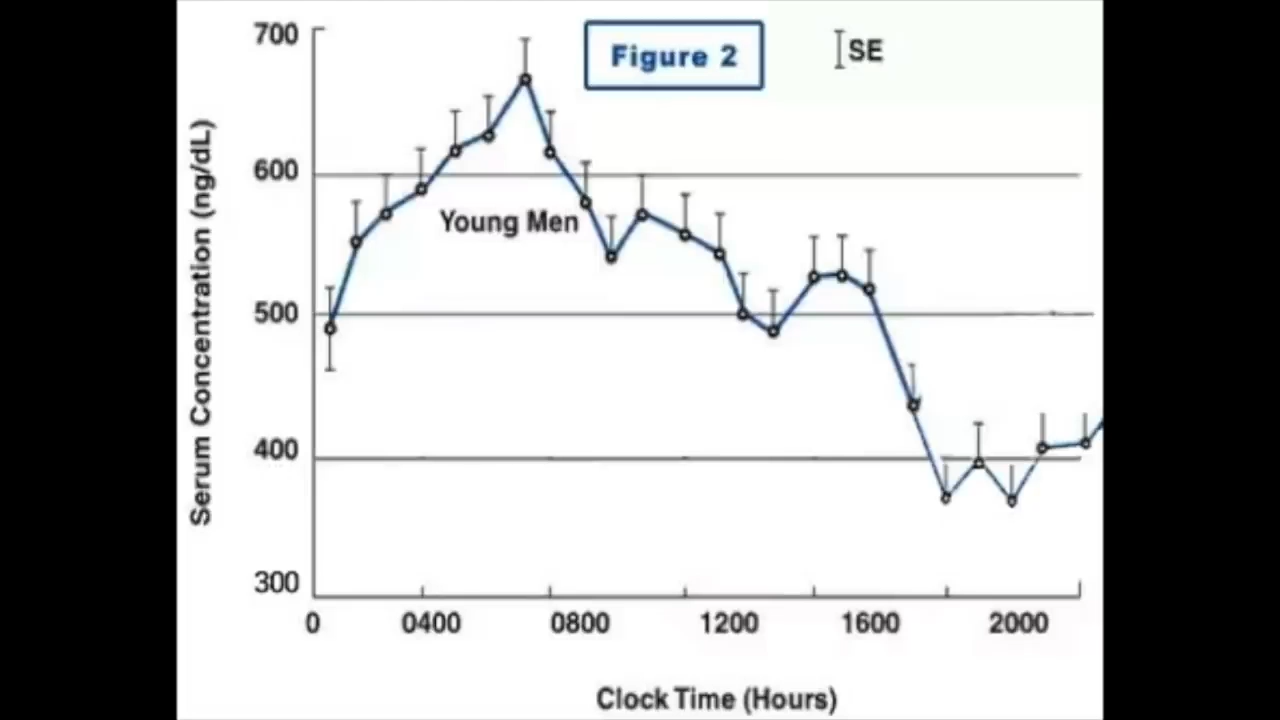 700
Figure 2
SE
600
Young Men
500
400
300
Serum Concentration (ng/dL)
0 0400 0800 1200 1600 2000
Clock Time (Hours)